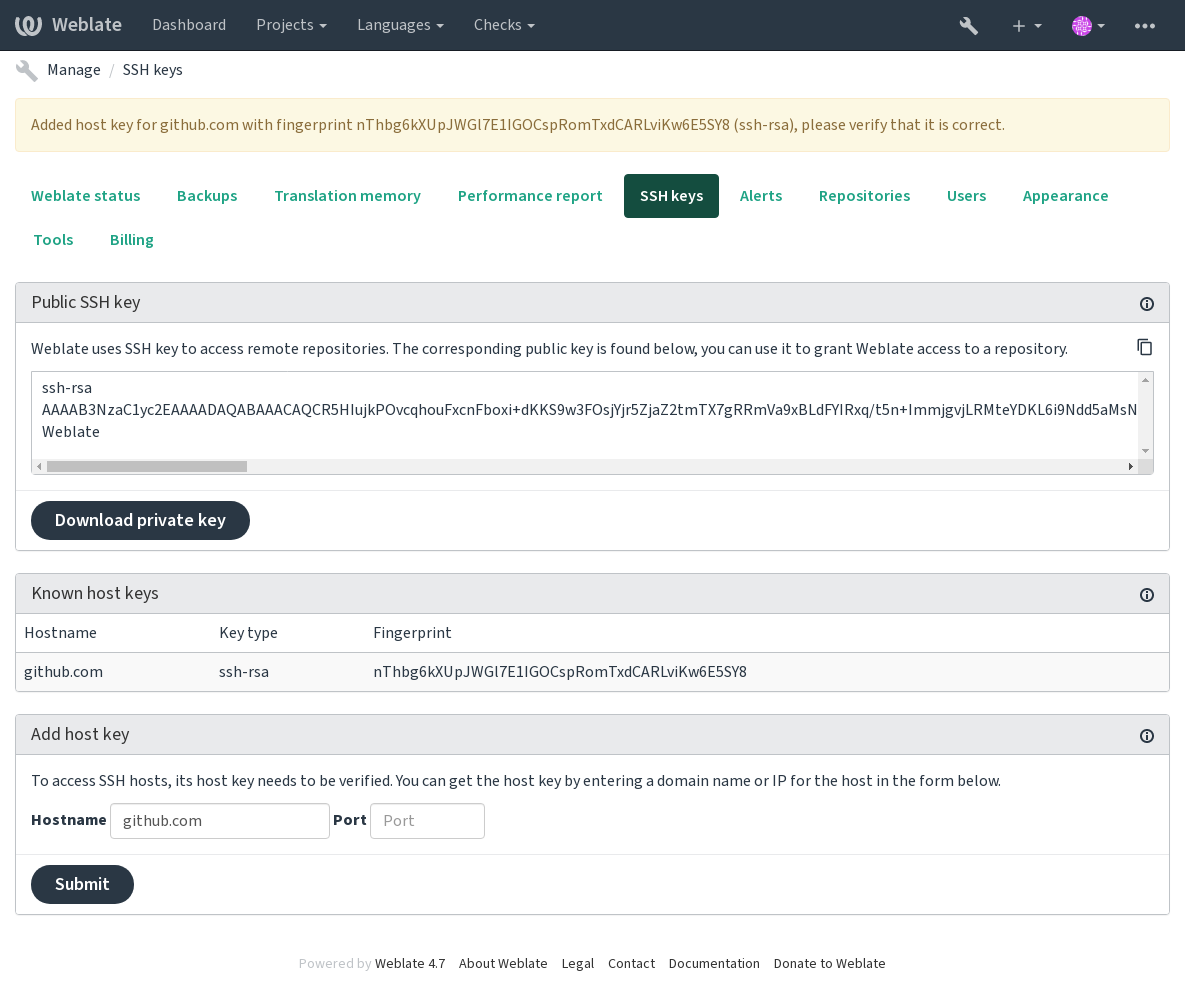 Weblate Dashboard Projects Languages Checks
Manage / SSH keys
Added host key for github.com with fingerprint nThbg6kXUpJWGl7E1IGOCspRomTxdCARLviKw6E5SY8 (ssh-rsa), please verify that it is correct.
Weblate status Backups Translation memory Performance report SSH keys Alerts Repositories Users Appearance
Tools Billing
Public SSH key
Weblate uses SSH key to access remote repositories. The corresponding public key is found below, you can use it to grant Weblate access to a repository.
ssh-rsa
AAAAB3NzaC1yc2EAAAADAQABAAACAQCR5HIujkPOvcqhouFxcnFboxi+dKKS9w3FOsjYjr5ZjaZ2tmTX7gRRmVa9xBLdFYIRxq/t5n+ImmjgvjLRMteYDKL6i9Ndd5aMsN
Weblate
Download private key
Known host keys
Hostname Key type Fingerprint
github.com ssh-rsa nThbg6kXUpJWGl7E1IGOCspRomTxdCARLviKw6E5SY8
Add host key
To access SSH hosts, its host key needs to be verified. You can get the host key by entering a domain name or IP for the host in the form below.
Hostname github.com Port Port
Submit
Powered by Weblate 4.7 About Weblate Legal Contact Documentation Donate to Weblate